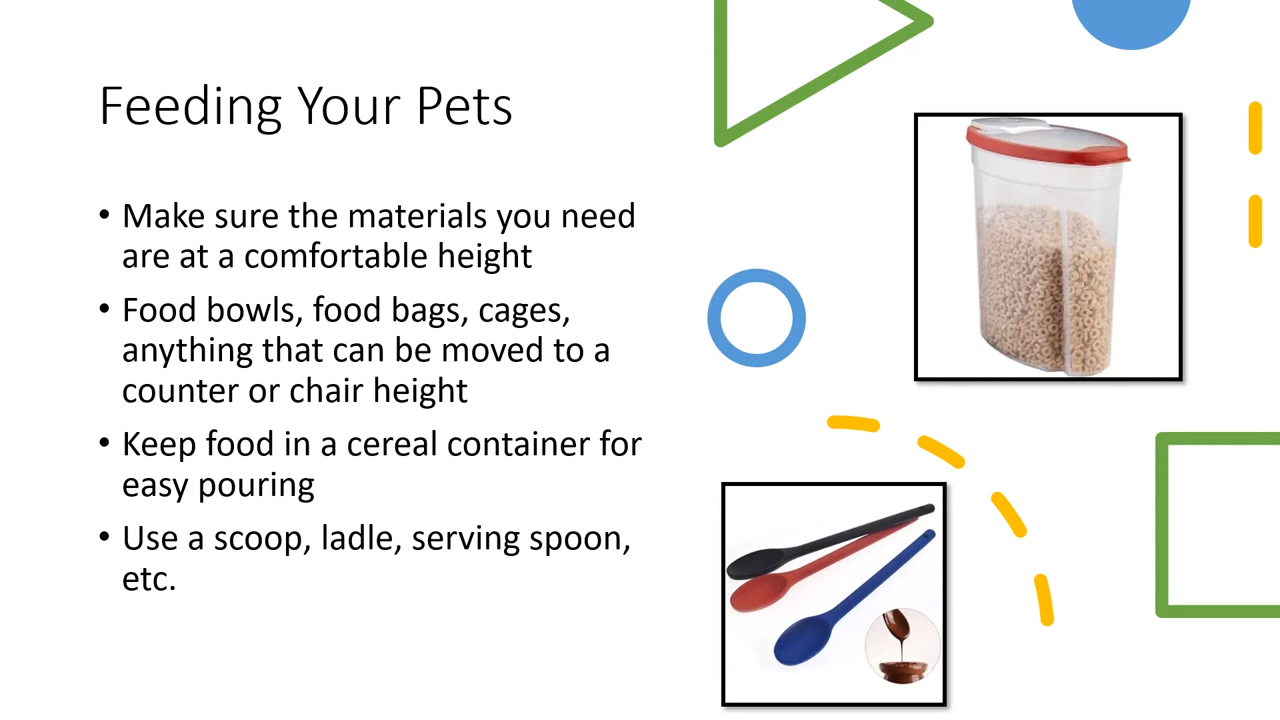 Feeding Your Pets
• Make sure the materials you need
are at a comfortable height
• Food bowls, food bags, cages,
anything that can be moved to a
counter or chair height
• Keep food in a cereal container for
easy pouring
• Use a scoop, ladle, serving spoon,
etc.